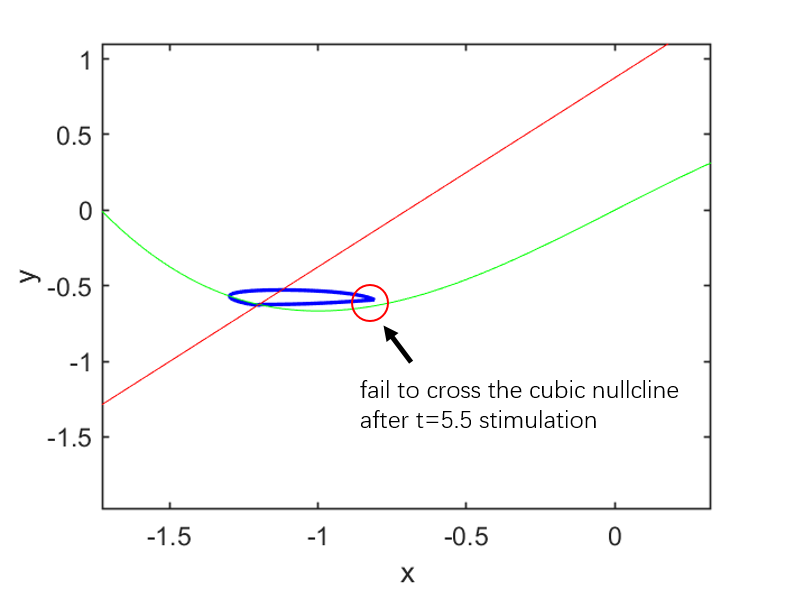 1
0.5
0
-0.5
-1
-1.5
y
fail to cross the cubic nullcline
after t=5.5 stimulation
-1.5
-1
-0.5
0
x